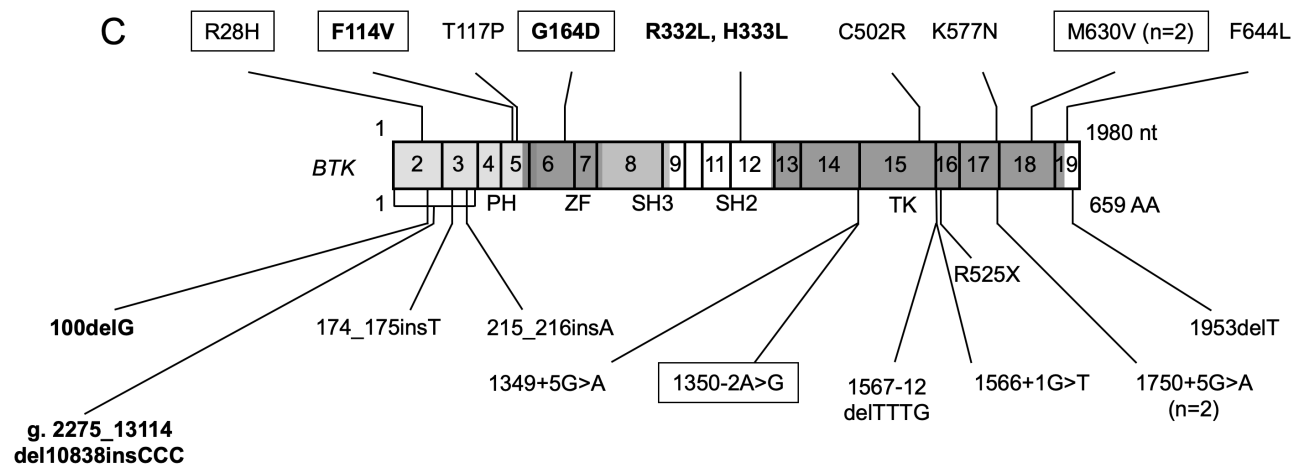 C
R28H F114V T117P G164D R332L, H333L C502R K577N M630V (n=2) F644L
1 1980 nt
BTK 2 3 4 5 6 7 8 9 11 12 13 14 15 16 17 18 19
1 PH ZF SH3 SH2 TK 659 AA
R525X
100delG 174_175insT 215_216insA 1953delT
1349+5G>A 1350-2A>G 1567-12 1566+1G>T 1750+5G>A
delTTTG (n=2)
g. 2275_13114
del10838insCCC